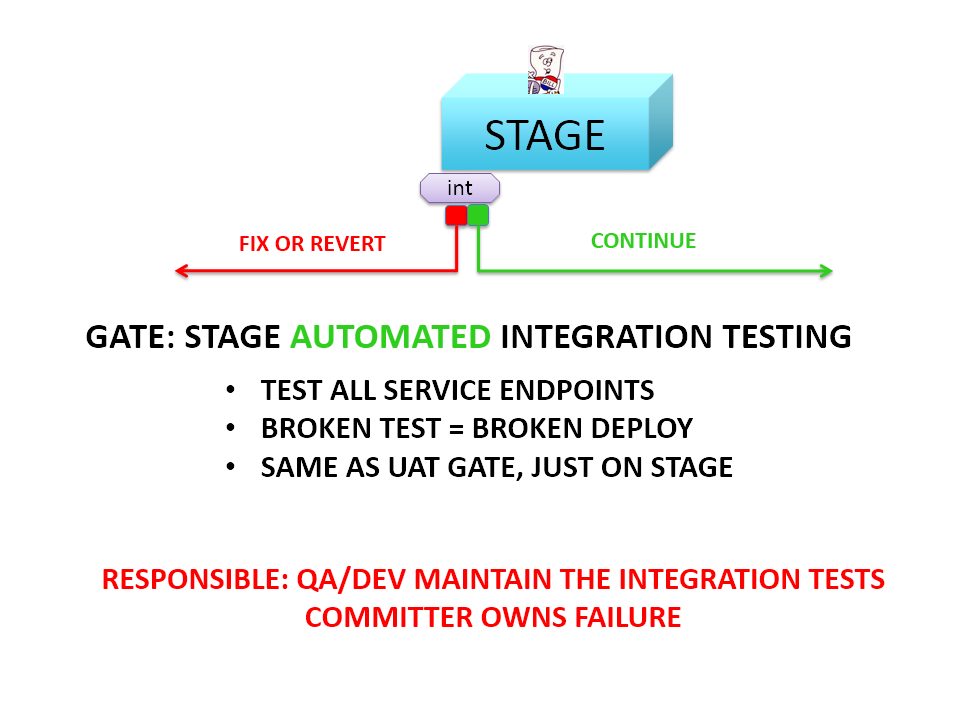 BILL
STAGE
int
FIX OR REVERT
CONTINUE
GATE: STAGE AUTOMATED INTEGRATION TESTING
• TEST ALL SERVICE ENDPOINTS
• BROKEN TEST = BROKEN DEPLOY
• SAME AS UAT GATE, JUST ON STAGE
RESPONSIBLE: QA/DEV MAINTAIN THE INTEGRATION TESTS
COMMITTER OWNS FAILURE